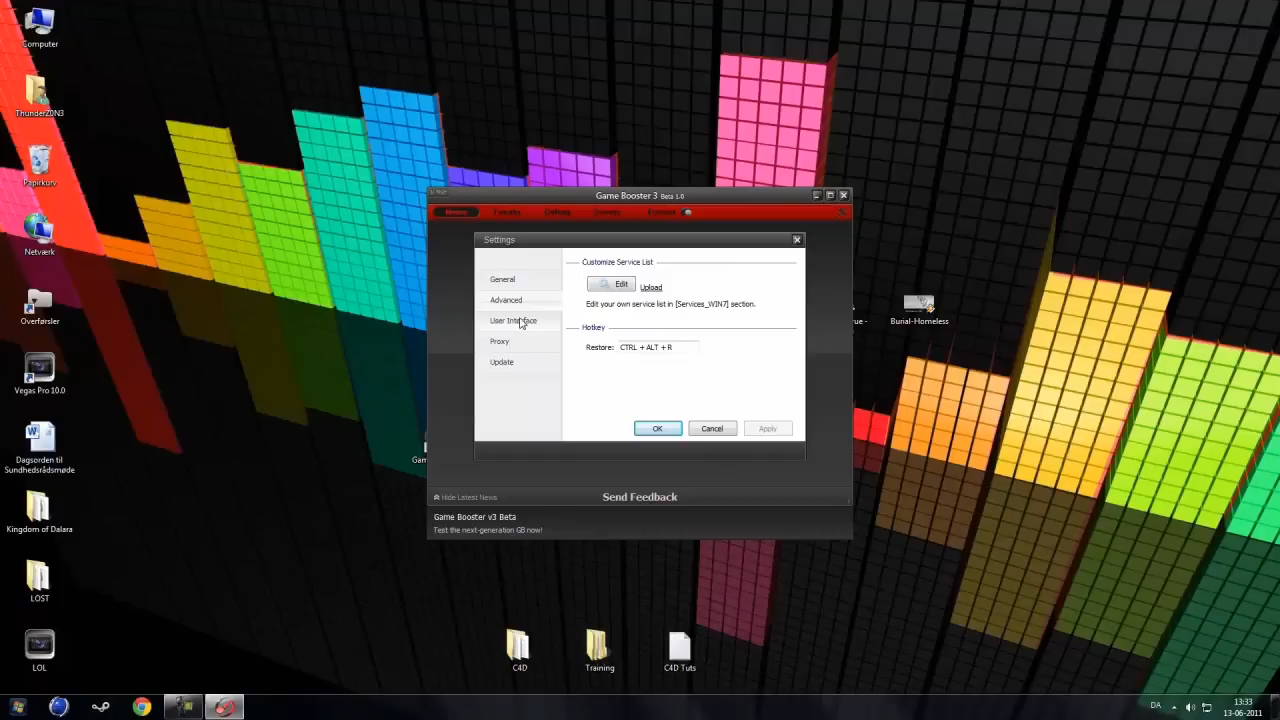 Computer
ThunderZ0N3
Papirkurv
Netværk
Overførsler
Vegas Pro 10.0
Dagsorden til
Sundhedsrådsmøde
Kingdom of Dalara
LOST
LOL
Game Booster 3 Beta 1.0
Home Tweaks Defrag Drivers
Settings
General
Advanced
User Interface
Proxy
Update
Customize Service List
Edit Upload
Edit your own service list in [Services_WIN7] section.
Hotkey
Restore: CTRL + ALT + R
OK Cancel Apply
Hide Latest News
Send Feedback
Game Booster v3 Beta
Test the next-generation GB now!
Burial-Homeless
C4D
Training
C4D Tuts
DA
13:33
13-06-2011